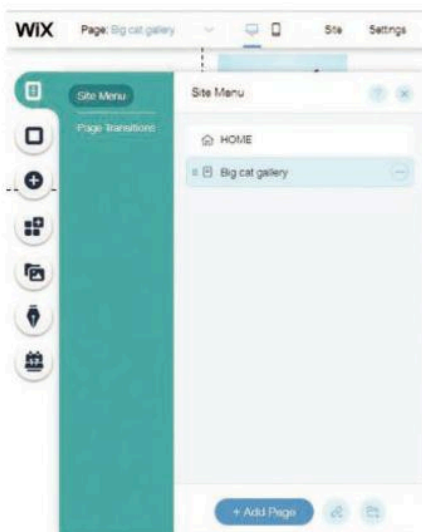 WiX Page: Big cat gallery Site Settings
Site Menu
Page Transitions
Site Menu ? ×
HOME
Big cat gallery
+ Add Page